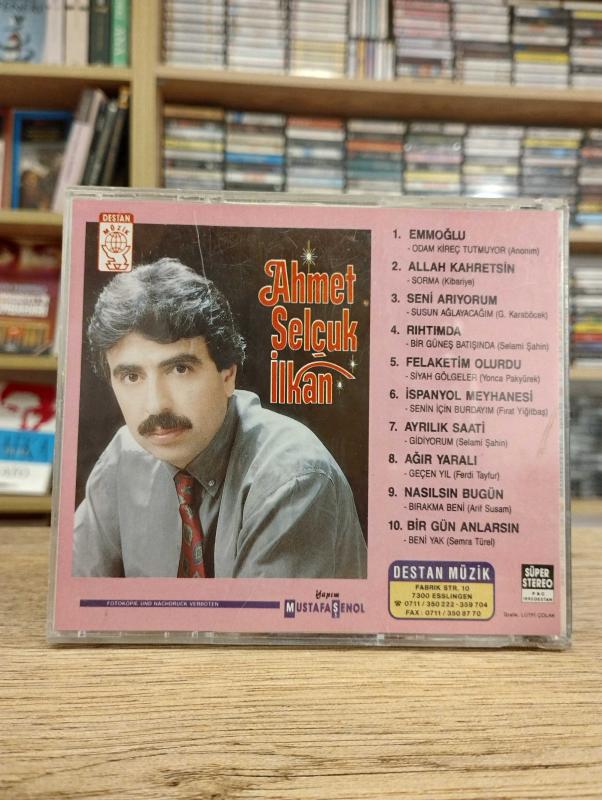 DESTAN
MÜZİK
Ahmet
Selçuk
İlkan
1. EMMOĞLU
- ODAM KİREÇ TUTMUYOR (Anonim)
2. ALLAH KAHRETSİN
- SORMA (Kibariye)
3. SENİ ARIYORUM
- SUSUN AĞLAYACAĞIM (G. Karaböcek)
4. RIHTIMDA
- BİR GÜNEŞ BATIŞINDA (Selami Şahin)
5. FELAKETİM OLURDU
- SİYAH GÖLGELER (Yonca Pakyürek)
6. İSPANYOL MEYHANESİ
- SENİN İÇİN BURDAYIM (Fırat Yiğitbaş)
7. AYRILIK SAATİ
- GİDİYORUM (Selami Şahin)
8. AĞIR YARALI
- GEÇEN YIL (Ferdi Tayfur)
9. NASILSIN BUGÜN
- BIRAKMA BENİ (Arif Susam)
10. BİR GÜN ANLARSIN
- BENİ YAK (Semra Türel)
FOTOKOPIE UND NACHDRUCK VERBOTEN
Yapım
MUSTAFA ŞENOL
DESTAN MÜZİK
FABRIK STR. 10
7300 ESSLINGEN
☎ 0711 / 350 222 - 359 704
FAX : 0711 / 350 87 70
SÜPER
STEREO
P & C
Grafik: LÜTFİ ÇOLAK